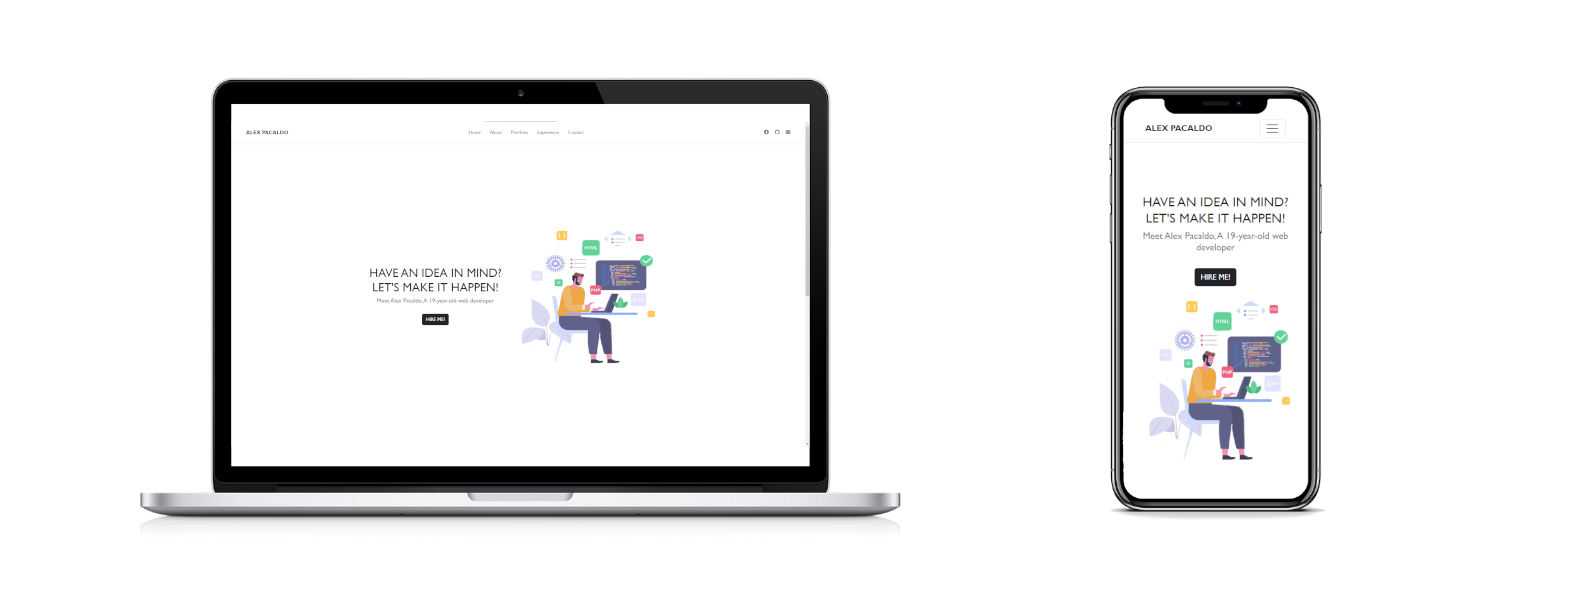 ALEX PACALDO
Home About Portfolio Experience Contact
HAVE AN IDEA IN MIND?
LET'S MAKE IT HAPPEN!
Meet Alex Pacaldo, A 19-year-old web developer
HIRE ME!
HTML
PHP
ALEX PACALDO
HAVE AN IDEA IN MIND?
LET'S MAKE IT HAPPEN!
Meet Alex Pacaldo, A 19-year-old web
developer
HIRE ME!
HTML
PHP
C++